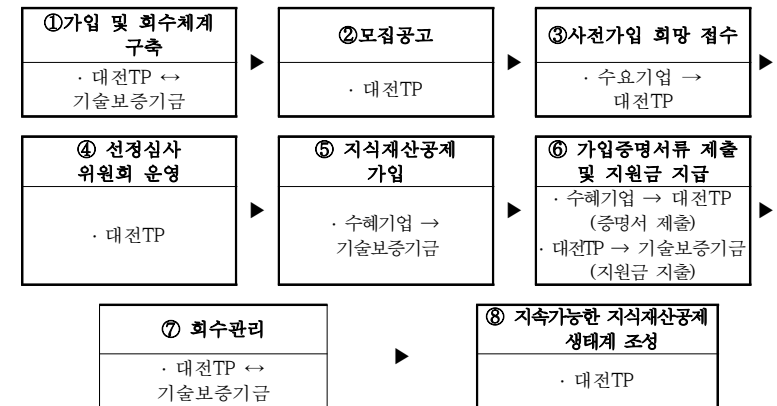 ①가입 및 회수체계
구축
· 대전TP ↔
기술보증기금
▶
②모집공고
· 대전TP
▶
③사전가입 희망 접수
· 수요기업 →
대전TP
▶
④ 선정심사
위원회 운영
· 대전TP
▶
⑤ 지식재산공제
가입
· 수혜기업 →
기술보증기금
▶
⑥ 가입증명서류 제출
및 지원금 지급
· 수혜기업 → 대전TP
(증명서 제출)
· 대전TP → 기술보증기금
(지원금 지출)
▶
⑦ 회수관리
· 대전TP ↔
기술보증기금
▶
⑧ 지속가능한 지식재산공제
생태계 조성
· 대전TP